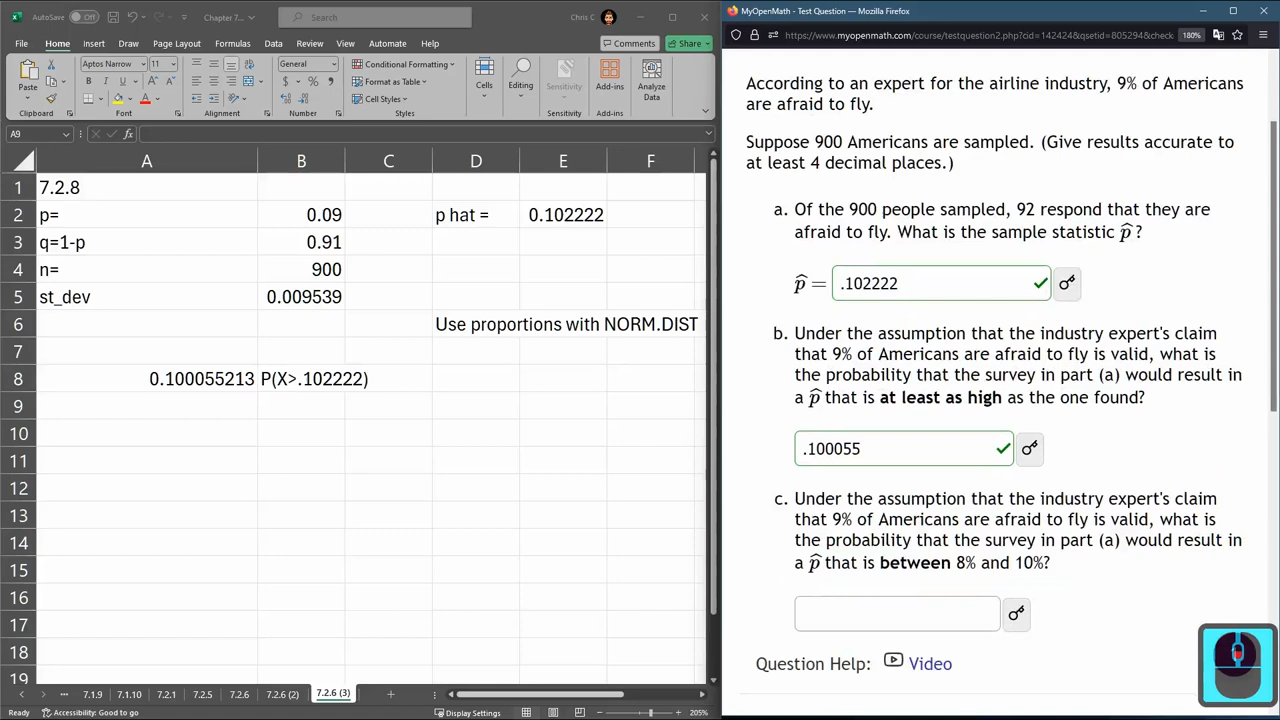 AutoSave Off Chapter 7... Search Chris C
File Home Insert Draw Page Layout Formulas Data Review View Automate Help Comments Share
Paste Aptos Narrow 11 General Conditional Formatting Cells Editing Sensitivity Add-ins Analyze Data
B I U Format as Table
Cell Styles
Clipboard Font Alignment Number Styles Sensitivity Add-ins
A9 fx
A B C D E F
1 7.2.8
2 p= 0.09 p hat = 0.102222
3 q=1-p 0.91
4 n= 900
5 st_dev 0.009539
6 Use proportions with NORM.DIST
7
8 0.100055213 P(X>.102222)
9
10
11
12
13
14
15
16
17
18
19
... 7.1.9 7.1.10 7.2.1 7.2.5 7.2.6 7.2.6 (2) 7.2.6 (3)
Ready Accessibility: Good to go Display Settings 205%
MyOpenMath - Test Question — Mozilla Firefox
https://www.myopenmath.com/course/testquestion2.php?cid=142424&qsetid=805294&check 180%
According to an expert for the airline industry, 9% of Americans
are afraid to fly.
Suppose 900 Americans are sampled. (Give results accurate to
at least 4 decimal places.)
a. Of the 900 people sampled, 92 respond that they are
afraid to fly. What is the sample statistic p̂ ?
p̂ = .102222
b. Under the assumption that the industry expert's claim
that 9% of Americans are afraid to fly is valid, what is
the probability that the survey in part (a) would result in
a p̂ that is at least as high as the one found?
.100055
c. Under the assumption that the industry expert's claim
that 9% of Americans are afraid to fly is valid, what is
the probability that the survey in part (a) would result in
a p̂ that is between 8% and 10%?
Question Help: Video